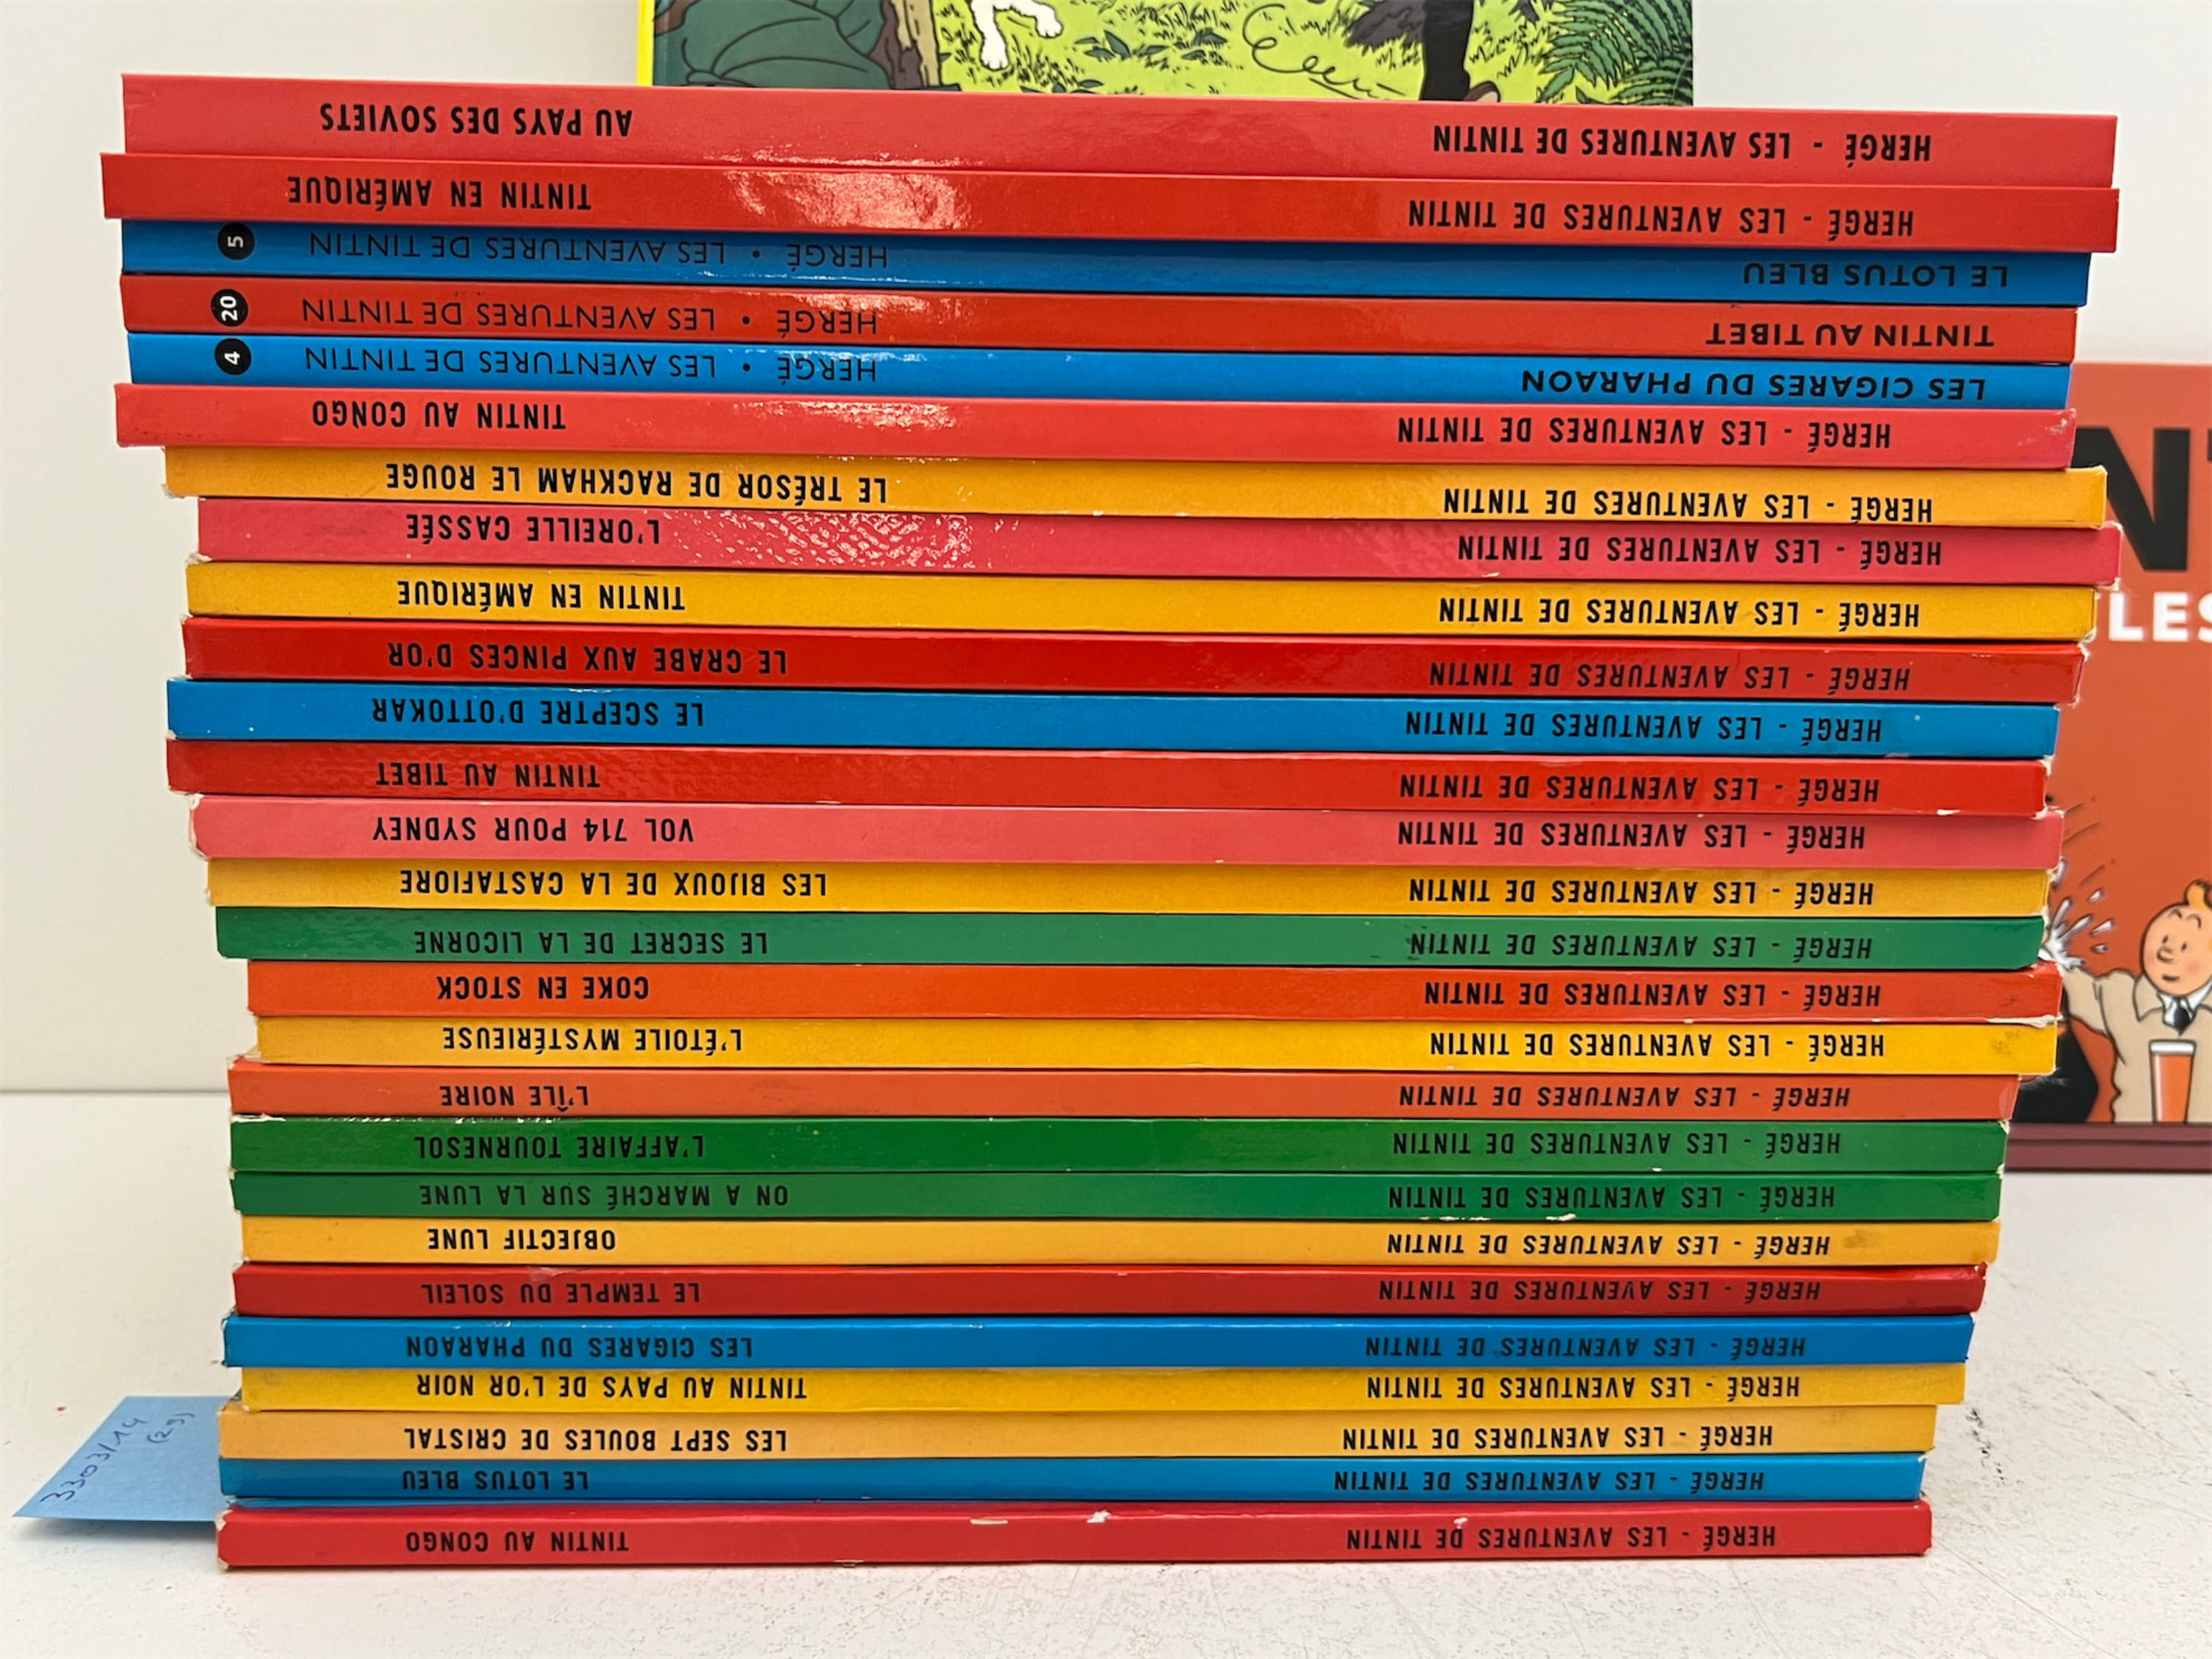 AU PAYS DES SOVIETS HERGÉ - LES AVENTURES DE TINTIN
TINTIN EN AMÉRIQUE HERGÉ - LES AVENTURES DE TINTIN
5 HERGÉ • LES AVENTURES DE TINTIN LE LOTUS BLEU
20 HERGÉ • LES AVENTURES DE TINTIN TINTIN AU TIBET
4 HERGÉ • LES AVENTURES DE TINTIN LES CIGARES DU PHARAON
TINTIN AU CONGO HERGÉ - LES AVENTURES DE TINTIN
LE TRÉSOR DE RACKHAM LE ROUGE HERGÉ - LES AVENTURES DE TINTIN
L'OREILLE CASSÉE HERGÉ - LES AVENTURES DE TINTIN
TINTIN EN AMÉRIQUE HERGÉ - LES AVENTURES DE TINTIN
LE CRABE AUX PINCES D'OR HERGÉ - LES AVENTURES DE TINTIN
LE SCEPTRE D'OTTOKAR HERGÉ - LES AVENTURES DE TINTIN
TINTIN AU TIBET HERGÉ - LES AVENTURES DE TINTIN
VOL 714 POUR SYDNEY HERGÉ - LES AVENTURES DE TINTIN
LES BIJOUX DE LA CASTAFIORE HERGÉ - LES AVENTURES DE TINTIN
LE SECRET DE LA LICORNE HERGÉ - LES AVENTURES DE TINTIN
COKE EN STOCK HERGÉ - LES AVENTURES DE TINTIN
L'ÉTOILE MYSTÉRIEUSE HERGÉ - LES AVENTURES DE TINTIN
L'ÎLE NOIRE HERGÉ - LES AVENTURES DE TINTIN
L'AFFAIRE TOURNESOL HERGÉ - LES AVENTURES DE TINTIN
ON A MARCHÉ SUR LA LUNE HERGÉ - LES AVENTURES DE TINTIN
OBJECTIF LUNE HERGÉ - LES AVENTURES DE TINTIN
LE TEMPLE DU SOLEIL HERGÉ - LES AVENTURES DE TINTIN
LES CIGARES DU PHARAON HERGÉ - LES AVENTURES DE TINTIN
TINTIN AU PAYS DE L'OR NOIR HERGÉ - LES AVENTURES DE TINTIN
LES SEPT BOULES DE CRISTAL HERGÉ - LES AVENTURES DE TINTIN
LE LOTUS BLEU HERGÉ - LES AVENTURES DE TINTIN
TINTIN AU CONGO HERGÉ - LES AVENTURES DE TINTIN
3303/14
(29)
LES